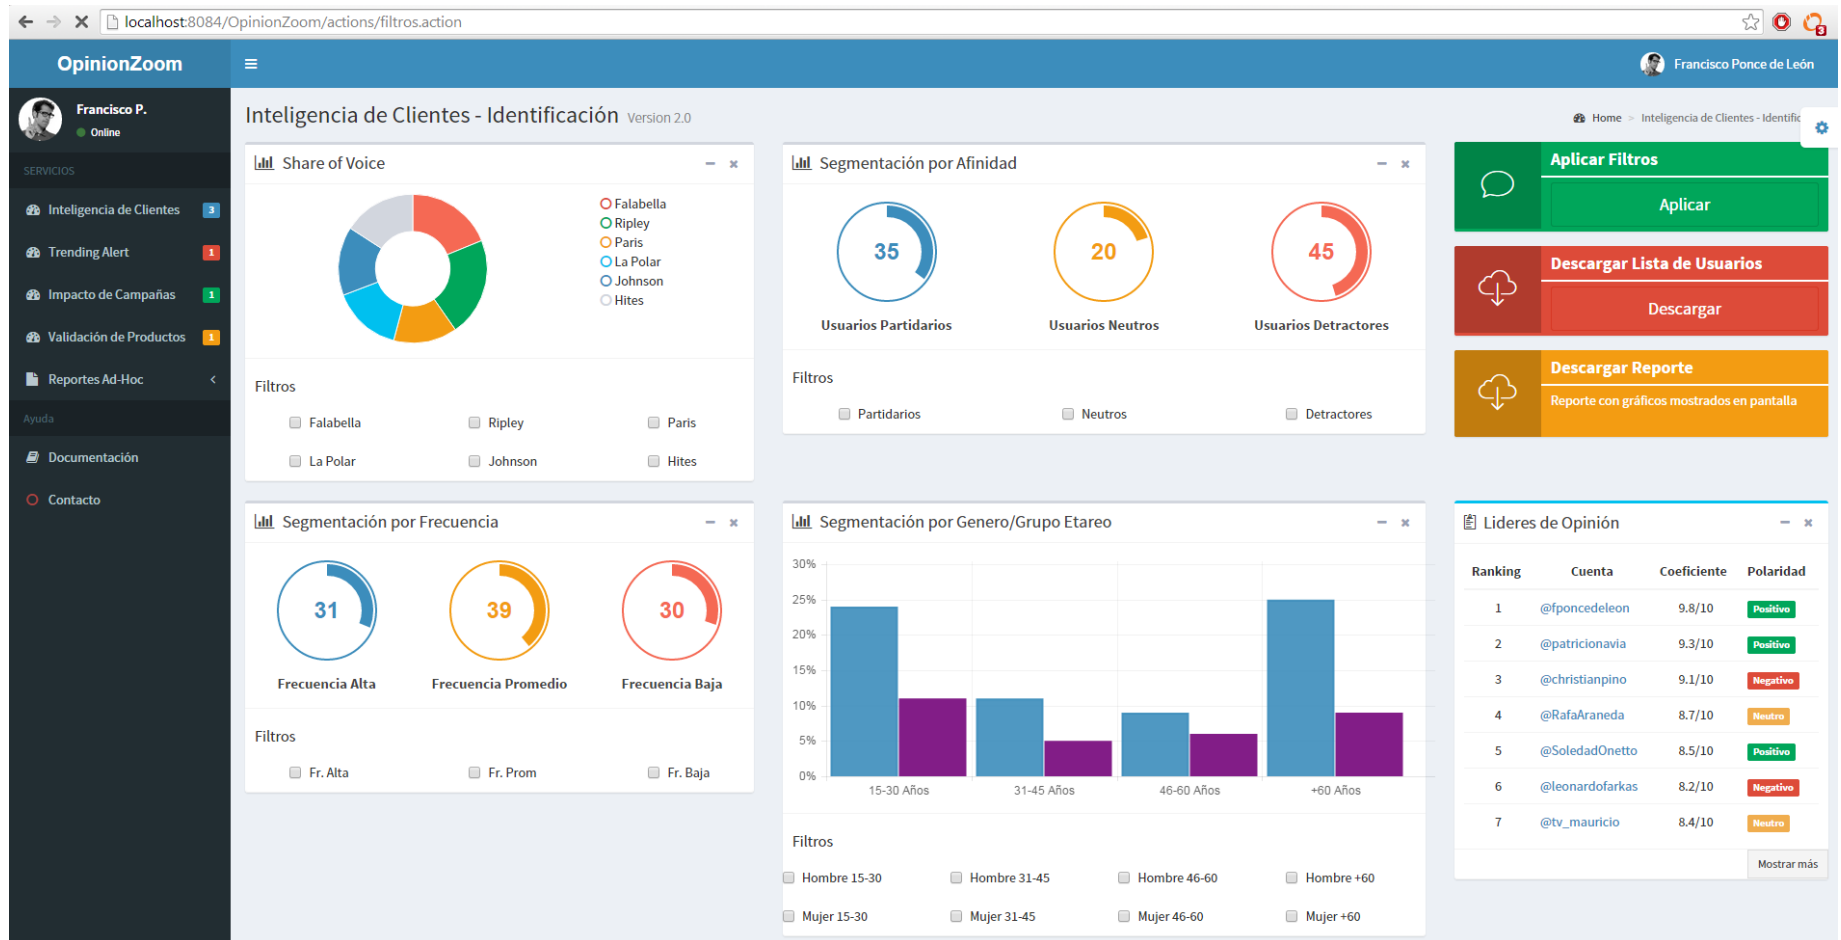 localhost:8084/OpinionZoom/actions/filtros.action
3
OpinionZoom
Francisco Ponce de León
Francisco P.
Online
SERVICIOS
Inteligencia de Clientes 3
Trending Alert 1
Impacto de Campañas 1
Validación de Productos 1
Reportes Ad-Hoc
Ayuda
Documentación
Contacto
Inteligencia de Clientes - Identificación Version 2.0
Home > Inteligencia de Clientes - Identific
Share of Voice
Falabella
Ripley
Paris
La Polar
Johnson
Hites
Filtros
Falabella Ripley Paris
La Polar Johnson Hites
Segmentación por Afinidad
35 20 45
Usuarios Partidarios Usuarios Neutros Usuarios Detractores
Filtros
Partidarios Neutros Detractores
Aplicar Filtros
Aplicar
Descargar Lista de Usuarios
Descargar
Descargar Reporte
Reporte con gráficos mostrados en pantalla
Segmentación por Frecuencia
31 39 30
Frecuencia Alta Frecuencia Promedio Frecuencia Baja
Filtros
Fr. Alta Fr. Prom Fr. Baja
Segmentación por Genero/Grupo Etareo
30%
25%
20%
15%
10%
5%
0%
15-30 Años 31-45 Años 46-60 Años +60 Años
Filtros
Hombre 15-30 Hombre 31-45 Hombre 46-60 Hombre +60
Mujer 15-30 Mujer 31-45 Mujer 46-60 Mujer +60
Lideres de Opinión
Ranking Cuenta Coeficiente Polaridad
1 @fponcedeleon 9.8/10 Positivo
2 @patricionavia 9.3/10 Positivo
3 @christianpino 9.1/10 Negativo
4 @RafaAraneda 8.7/10 Neutro
5 @SoledadOnetto 8.5/10 Positivo
6 @leonardofarkas 8.2/10 Negativo
7 @tv_mauricio 8.4/10 Neutro
Mostrar más